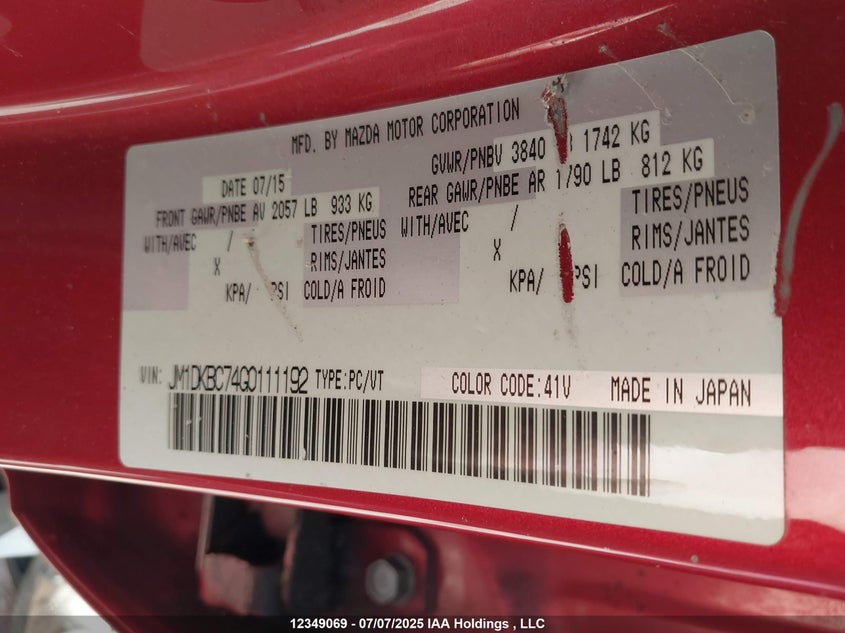 MFD. BY MAZDA MOTOR CORPORATION
DATE 07/15 GVWR/PNBV 3840 1742 KG
FRONT GAWR/PNBE AV 2057 LB 933 KG REAR GAWR/PNBE AR 1790 LB 812 KG
WITH/AVEC / TIRES/PNEUS WITH/AVEC / TIRES/PNEUS
X RIMS/JANTES X RIMS/JANTES
KPA/ PSI COLD/A FROID KPA/ PSI COLD/A FROID
VIN: JM1DKBC74G0111192 TYPE:PC/VT COLOR CODE:41V MADE IN JAPAN
12349069 - 07/07/2025 IAA Holdings , LLC